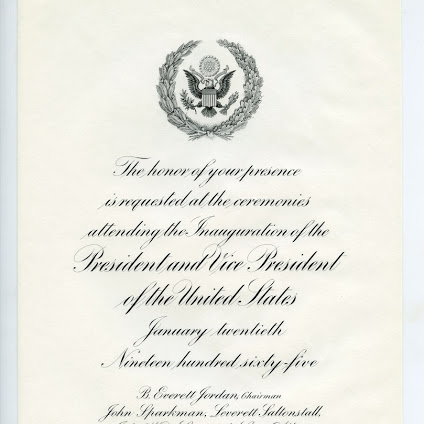 The honor of your presence
is requested at the ceremonies
attending the Inauguration of the
President and Vice President
of the United States
January twentieth
Nineteen hundred sixty-five
B. Everett Jordan, Chairman
John Sparkman, Leverett Saltonstall,